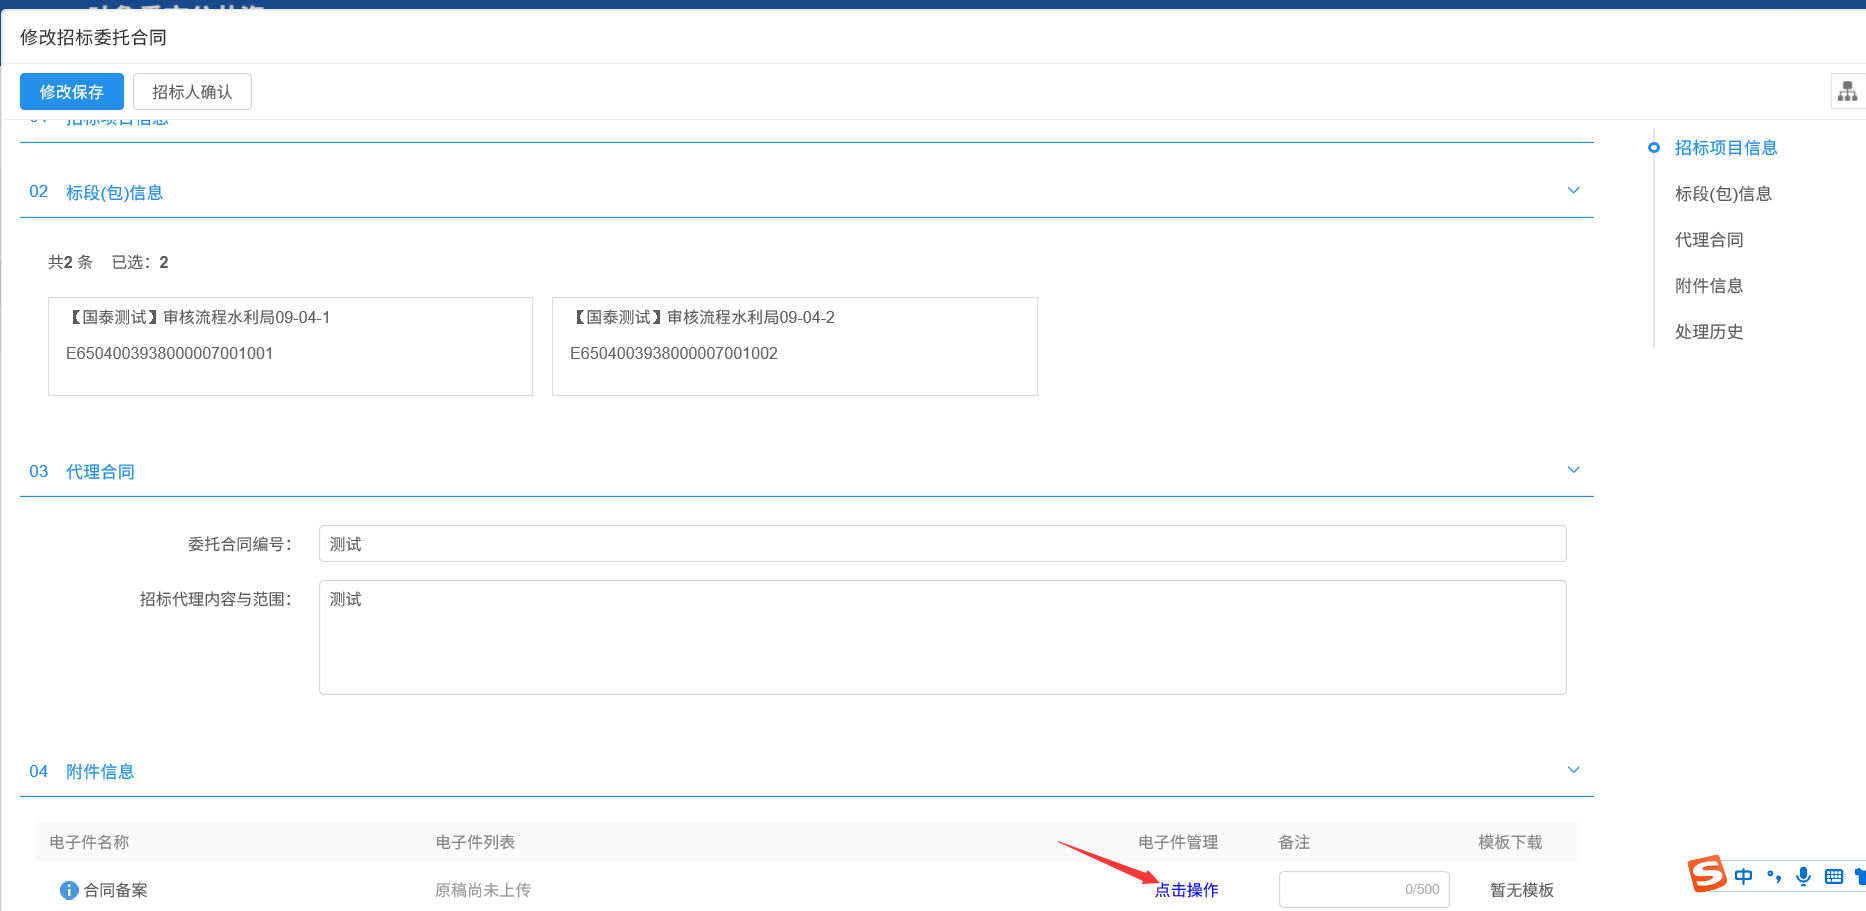 修改招标委托合同
修改保存 招标人确认
01 招标项目信息
02 标段(包)信息
共2 条 已选：2
【国泰测试】审核流程水利局09-04-1
E6504003938000007001001
【国泰测试】审核流程水利局09-04-2
E6504003938000007001002
03 代理合同
委托合同编号： 测试
招标代理内容与范围： 测试
04 附件信息
电子件名称 电子件列表 电子件管理 备注 模板下载
合同备案 原稿尚未上传 点击操作 0/500 暂无模板
招标项目信息
标段(包)信息
代理合同
附件信息
处理历史
中